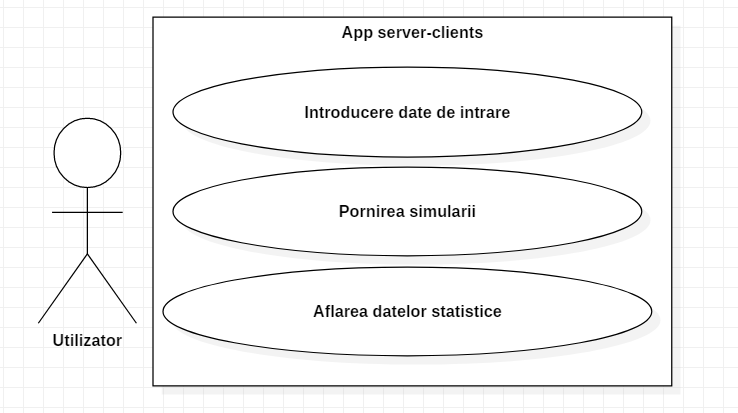 App server-clients
Introducere date de intrare
Pornirea simularii
Aflarea datelor statistice
Utilizator